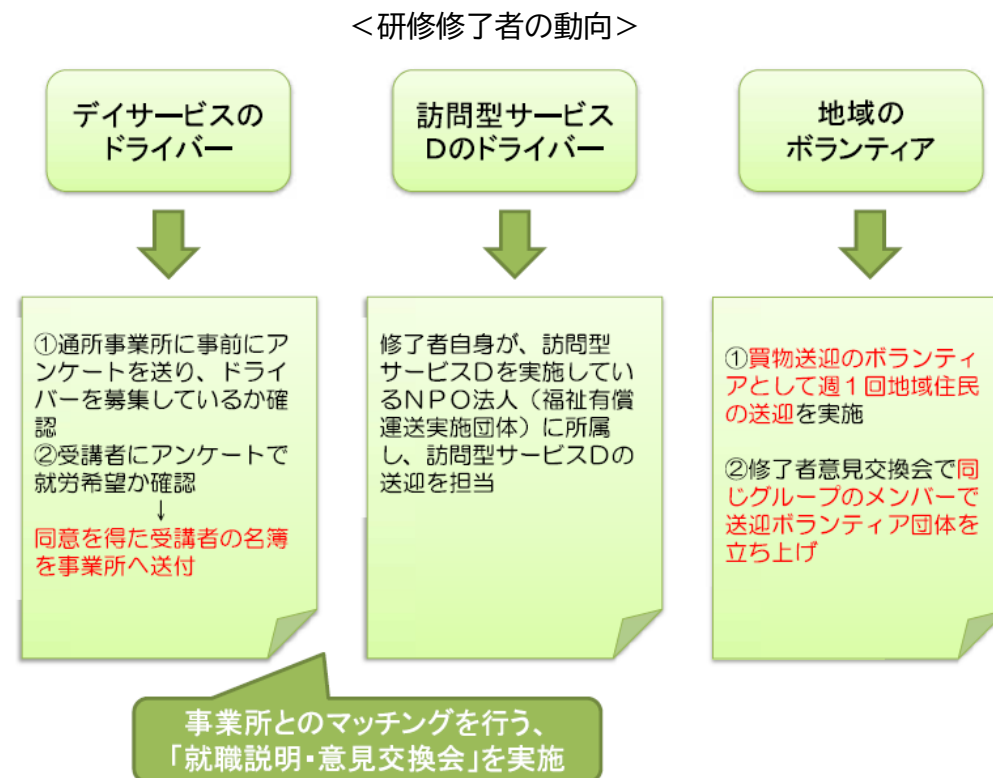 ＜研修修了者の動向＞
デイサービスの
ドライバー
①通所事業所に事前にア
ンケートを送り、ドライ
バーを募集しているか確
認
②受講者にアンケートで
就労希望か確認
↓
同意を得た受講者の名簿
を事業所へ送付
訪問型サービス
Ｄのドライバー
修了者自身が、訪問型
サービスＤを実施してい
るＮＰＯ法人（福祉有償
運送実施団体）に所属
し、訪問型サービスＤの
送迎を担当
地域の
ボランティア
①買物送迎のボランティ
アとして週１回地域住民
の送迎を実施
②修了者意見交換会で同
じグループのメンバーで
送迎ボランティア団体を
立ち上げ
事業所とのマッチングを行う、
「就職説明・意見交換会」を実施